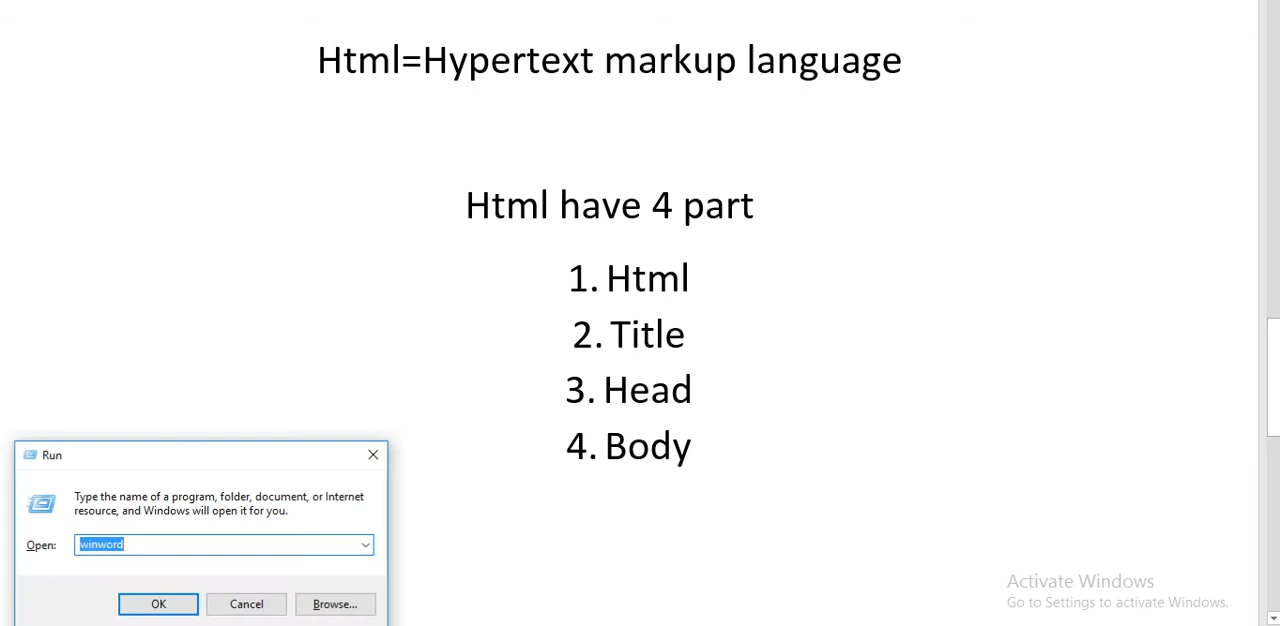 Html=Hypertext markup language
Html have 4 part
1. Html
2. Title
3. Head
4. Body
Run
Type the name of a program, folder, document, or Internet
resource, and Windows will open it for you.
Open: winword
OK Cancel Browse...
Activate Windows
Go to Settings to activate Windows.